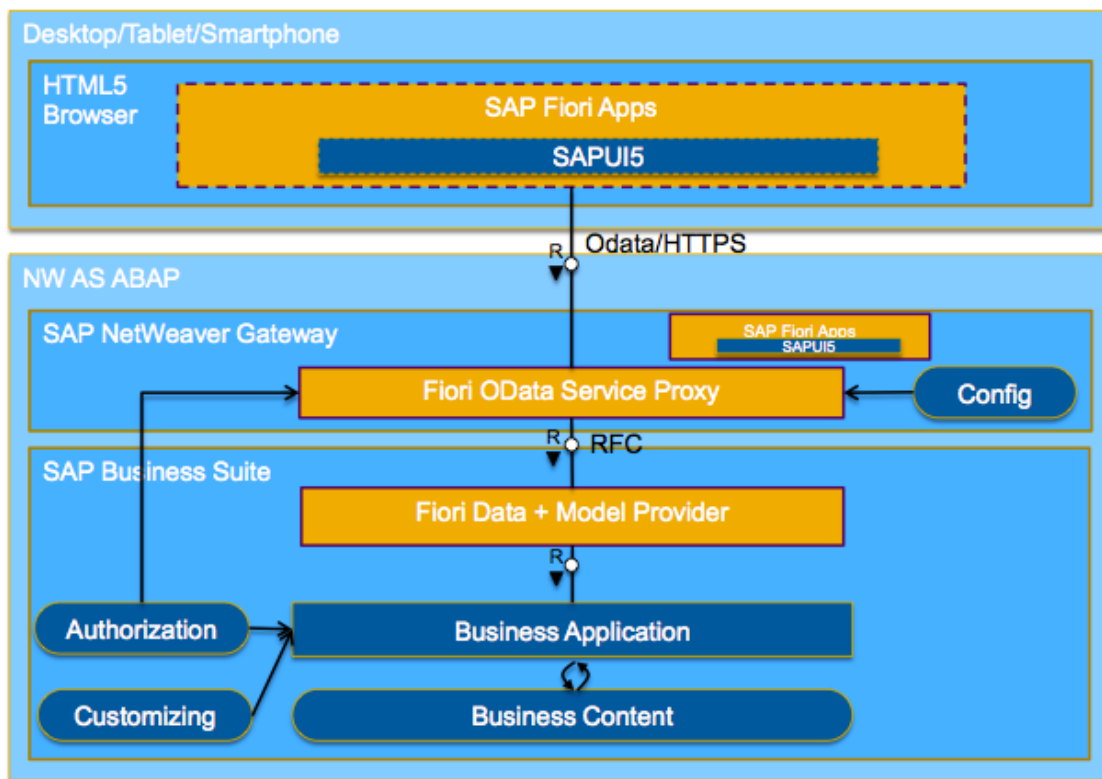 Desktop/Tablet/Smartphone
HTML5
Browser
SAP Fiori Apps
SAPUI5
R
Odata/HTTPS
NW AS ABAP
SAP NetWeaver Gateway
SAP Fiori Apps
SAPUI5
Fiori OData Service Proxy
Config
R
RFC
SAP Business Suite
Fiori Data + Model Provider
R
Authorization
Business Application
Customizing
Business Content